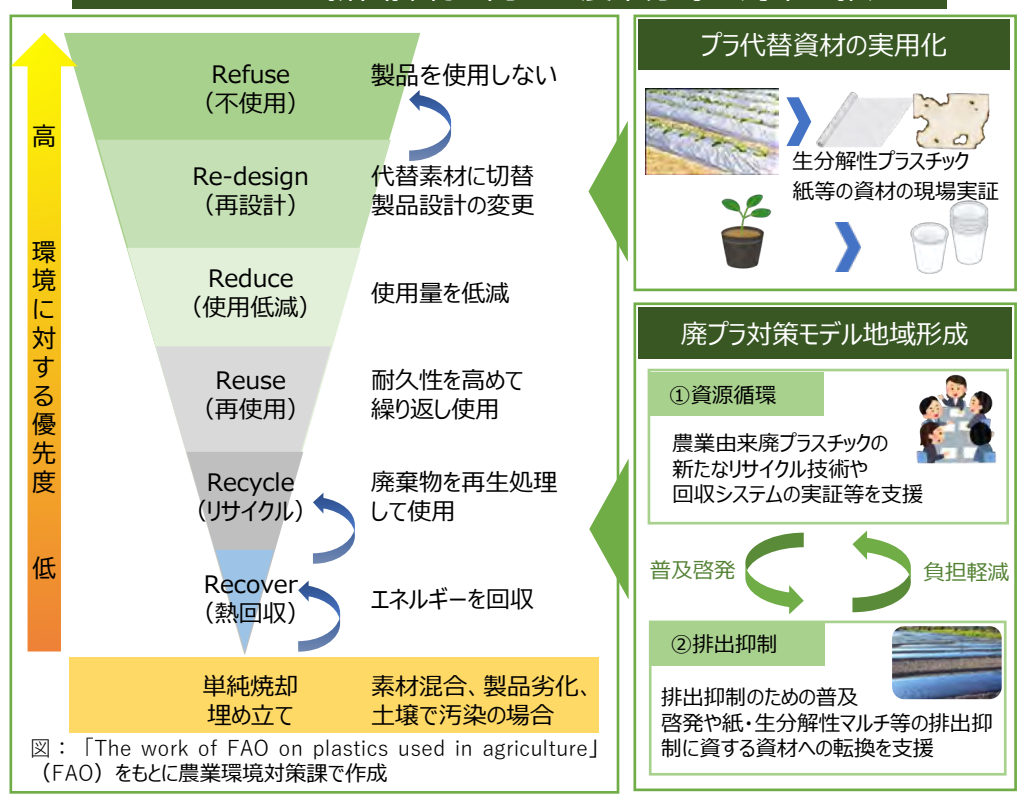 高
環境に対する優先度
低
Refuse
（不使用）
製品を使用しない
Re-design
（再設計）
代替素材に切替
製品設計の変更
Reduce
（使用低減）
使用量を低減
Reuse
（再使用）
耐久性を高めて
繰り返し使用
Recycle
（リサイクル）
廃棄物を再生処理
して使用
Recover
（熱回収）
エネルギーを回収
単純焼却
埋め立て
素材混合、製品劣化、
土壌で汚染の場合
図：「The work of FAO on plastics used in agriculture」
（FAO）をもとに農業環境対策課で作成
プラ代替資材の実用化
生分解性プラスチック
紙等の資材の現場実証
廃プラ対策モデル地域形成
①資源循環
農業由来廃プラスチックの
新たなリサイクル技術や
回収システムの実証等を支援
普及啓発
負担軽減
②排出抑制
排出抑制のための普及
啓発や紙・生分解性マルチ等の排出抑
制に資する資材への転換を支援